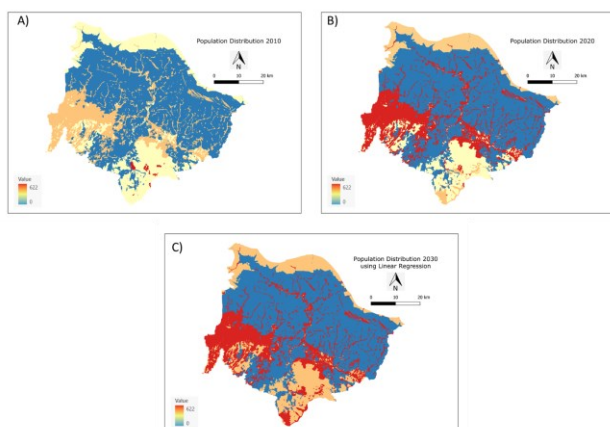 A)
Population Distribution 2010
N
0 10 20 km
Value
622
0
B)
Population Distribution 2020
N
0 10 20 km
Value
622
0
C)
Population Distribution 2030
using Linear Regression
N
0 10 20 km
Value
622
0